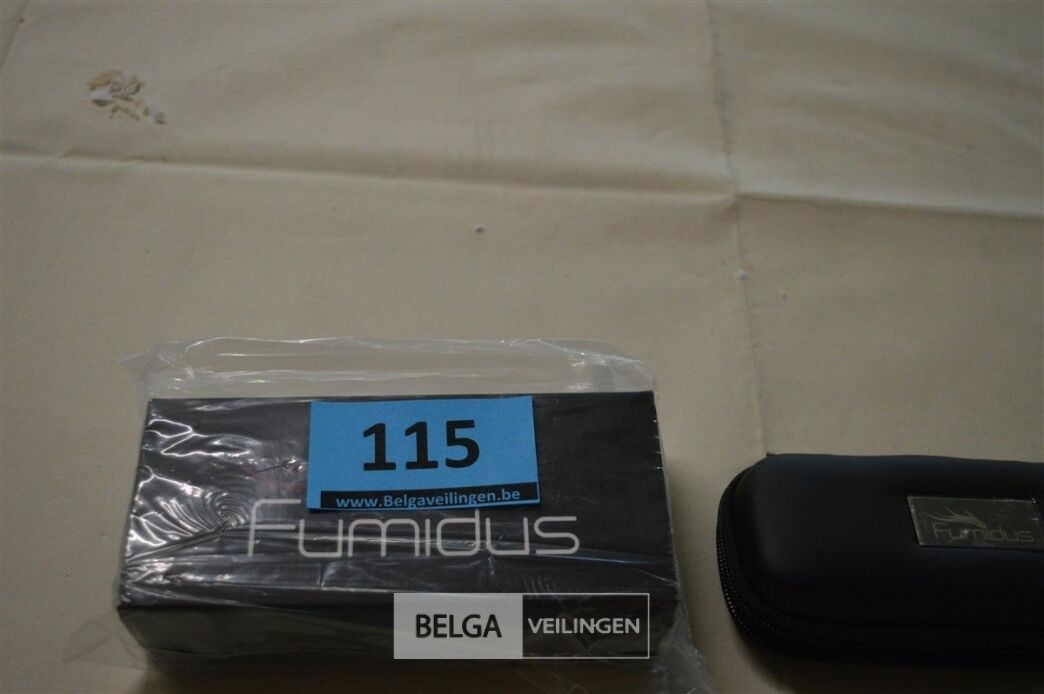 115
www.Belgaveilingen.be
Fumidus
Fumidus
BELGA VEILINGEN